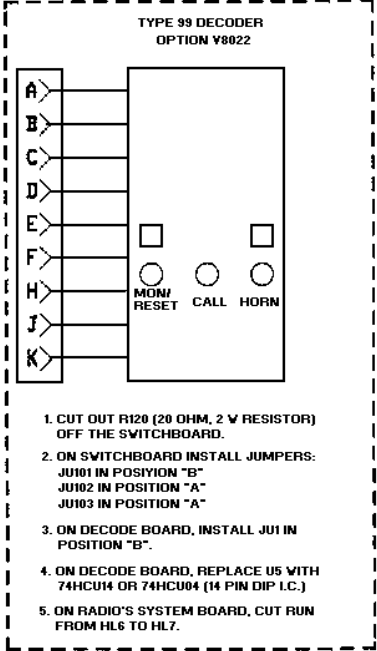 TYPE 99 DECODER
OPTION V8022
A
B
C
D
E
F
H
J
K
MON/
RESET
CALL
HORN
1. CUT OUT R120 (20 OHM, 2 W RESISTOR)
OFF THE SWITCHBOARD.
2. ON SWITCHBOARD INSTALL JUMPERS:
JU101 IN POSIYION "B"
JU102 IN POSITION "A"
JU103 IN POSITION "A"
3. ON DECODE BOARD, INSTALL JU1 IN
POSITION "B".
4. ON DECODE BOARD, REPLACE U5 WITH
74HCU14 OR 74HCU04 (14 PIN DIP I.C.)
5. ON RADIO'S SYSTEM BOARD, CUT RUN
FROM HL6 TO HL7.